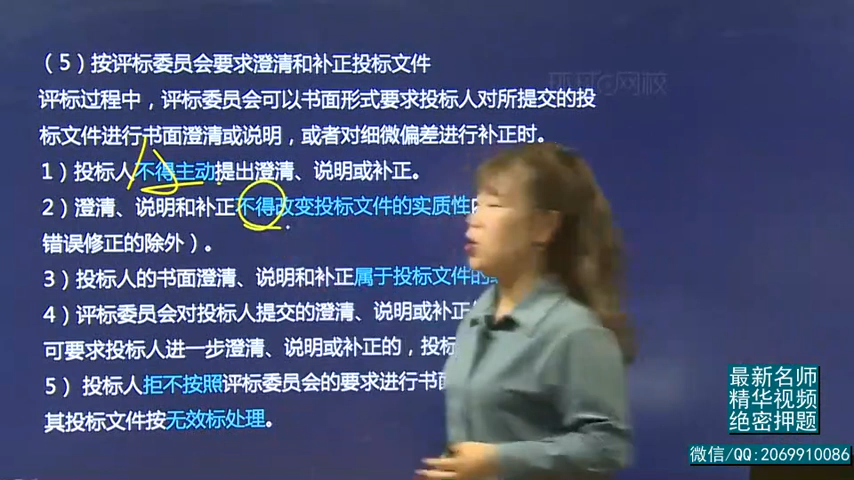 （5）按评标委员会要求澄清和补正投标文件
环球网校
评标过程中，评标委员会可以书面形式要求投标人对所提交的投
标文件进行书面澄清或说明，或者对细微偏差进行补正时。
1）投标人不得主动提出澄清、说明或补正。
2）澄清、说明和补正不得改变投标文件的实质性
错误修正的除外）。
3）投标人的书面澄清、说明和补正属于投标文件的
4）评标委员会对投标人提交的澄清、说明或补正
可要求投标人进一步澄清、说明或补正的，投标
5） 投标人拒不按照评标委员会的要求进行书面
其投标文件按无效标处理。
最新名师
精华视频
绝密押题
微信/QQ:2069910086